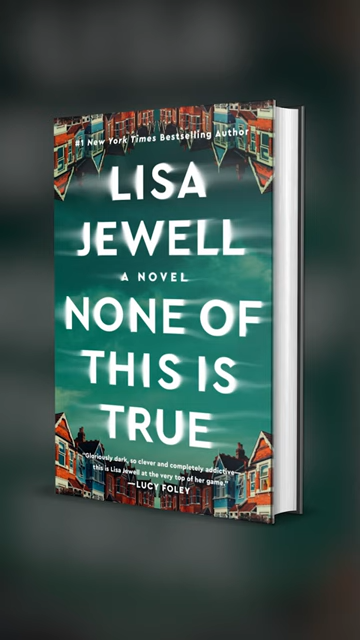 #1 New York Times Bestselling Author
LISA
JEWELL
A NOVEL
NONE OF
THIS IS
TRUE
"Gloriously dark, so clever and completely addictive—
this is Lisa Jewell at the very top of her game."
—LUCY FOLEY